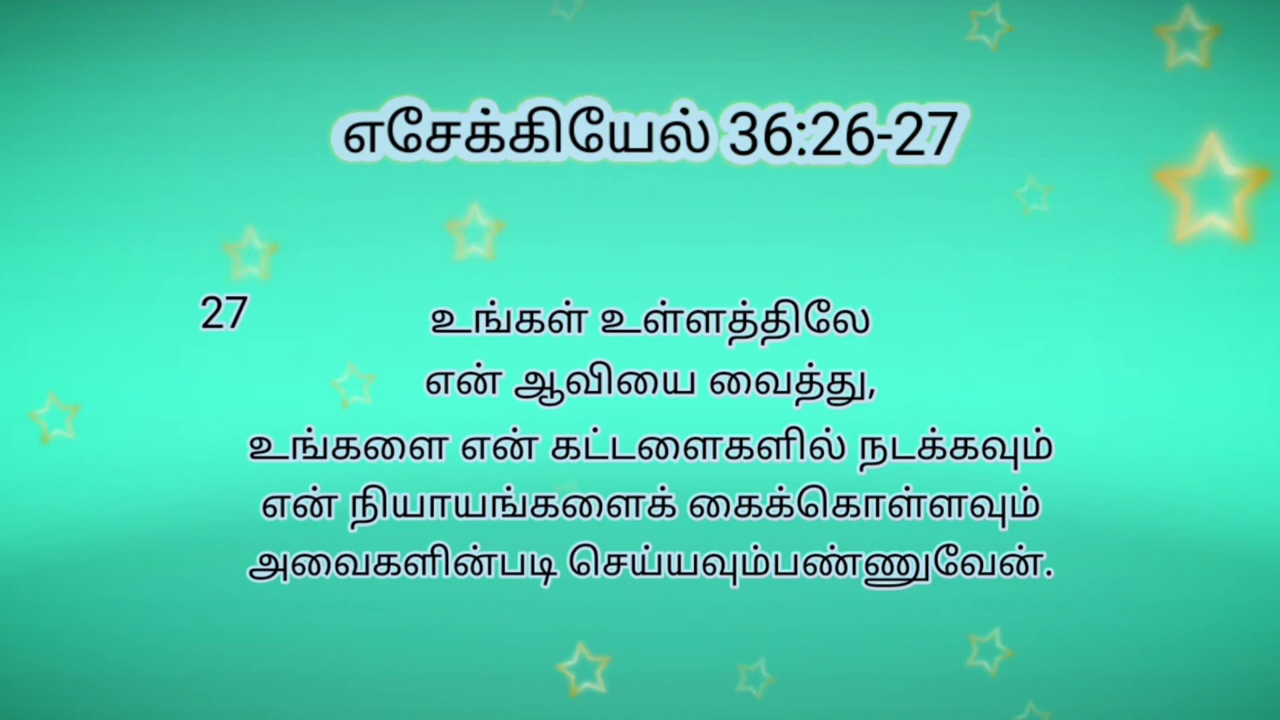 எசேக்கியேல் 36:26-27
27 உங்கள் உள்ளத்திலே
என் ஆவியை வைத்து,
உங்களை என் கட்டளைகளில் நடக்கவும்
என் நியாயங்களைக் கைக்கொள்ளவும்
அவைகளின்படி செய்யவும்பண்ணுவேன்.